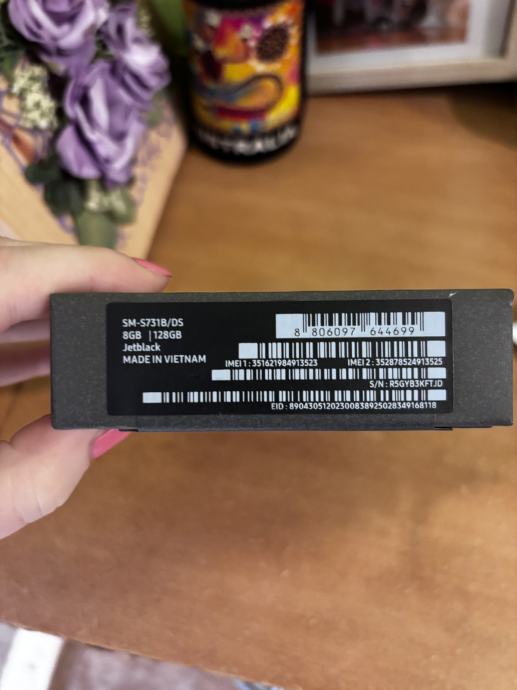 SM-S731B/DS
8GB | 128GB
Jetblack
MADE IN VIETNAM
8 806097 644699
IMEI 1 : 351621984913523 IMEI 2 : 352878524913525
S/N : R5GYB3KFTJD
EID : 89043051202300838925028349168118